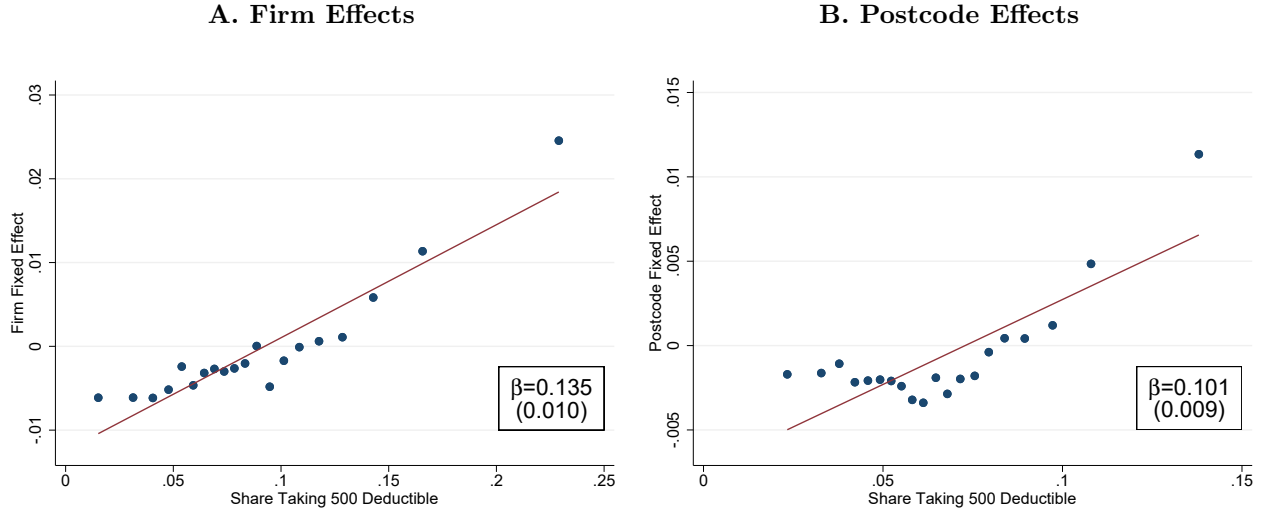 A. Firm Effects
.03
.02
.01
0
-.01
Firm Fixed Effect
β=0.135
(0.010)
0 .05 .1 .15 .2 .25
Share Taking 500 Deductible
B. Postcode Effects
.015
.01
.005
0
-.005
Postcode Fixed Effect
β=0.101
(0.009)
0 .05 .1 .15
Share Taking 500 Deductible